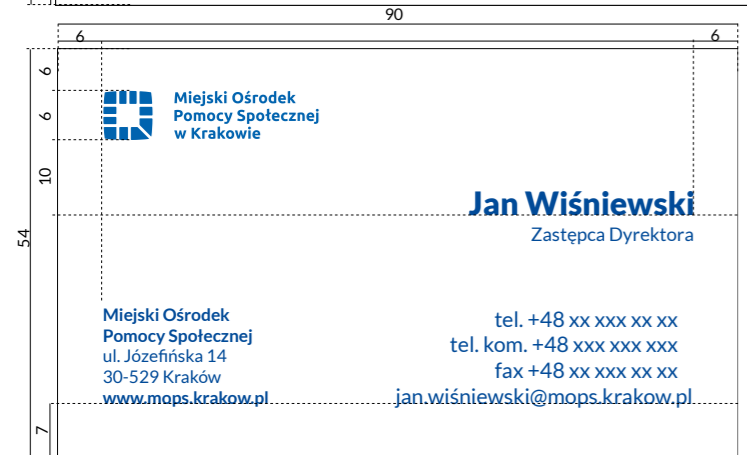 90
6
6
6
6
10
54
7
Miejski Ośrodek
Pomocy Społecznej
w Krakowie
Jan Wiśniewski
Zastępca Dyrektora
Miejski Ośrodek
Pomocy Społecznej
ul. Józefińska 14
30-529 Kraków
www.mops.krakow.pl
tel. +48 xx xxx xx xx
tel. kom. +48 xxx xxx xxx
fax +48 xx xxx xx xx
jan.wiśniewski@mops.krakow.pl